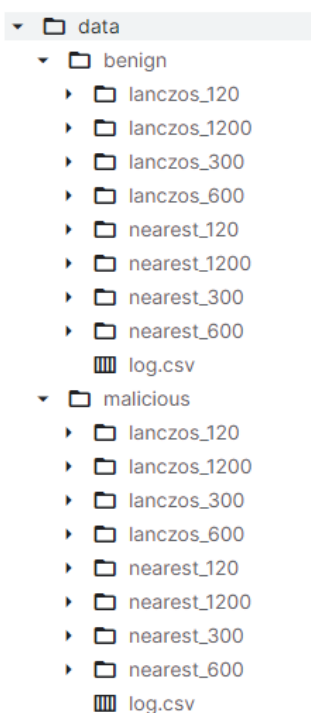 data
benign
lanczos_120
lanczos_1200
lanczos_300
lanczos_600
nearest_120
nearest_1200
nearest_300
nearest_600
log.csv
malicious
lanczos_120
lanczos_1200
lanczos_300
lanczos_600
nearest_120
nearest_1200
nearest_300
nearest_600
log.csv